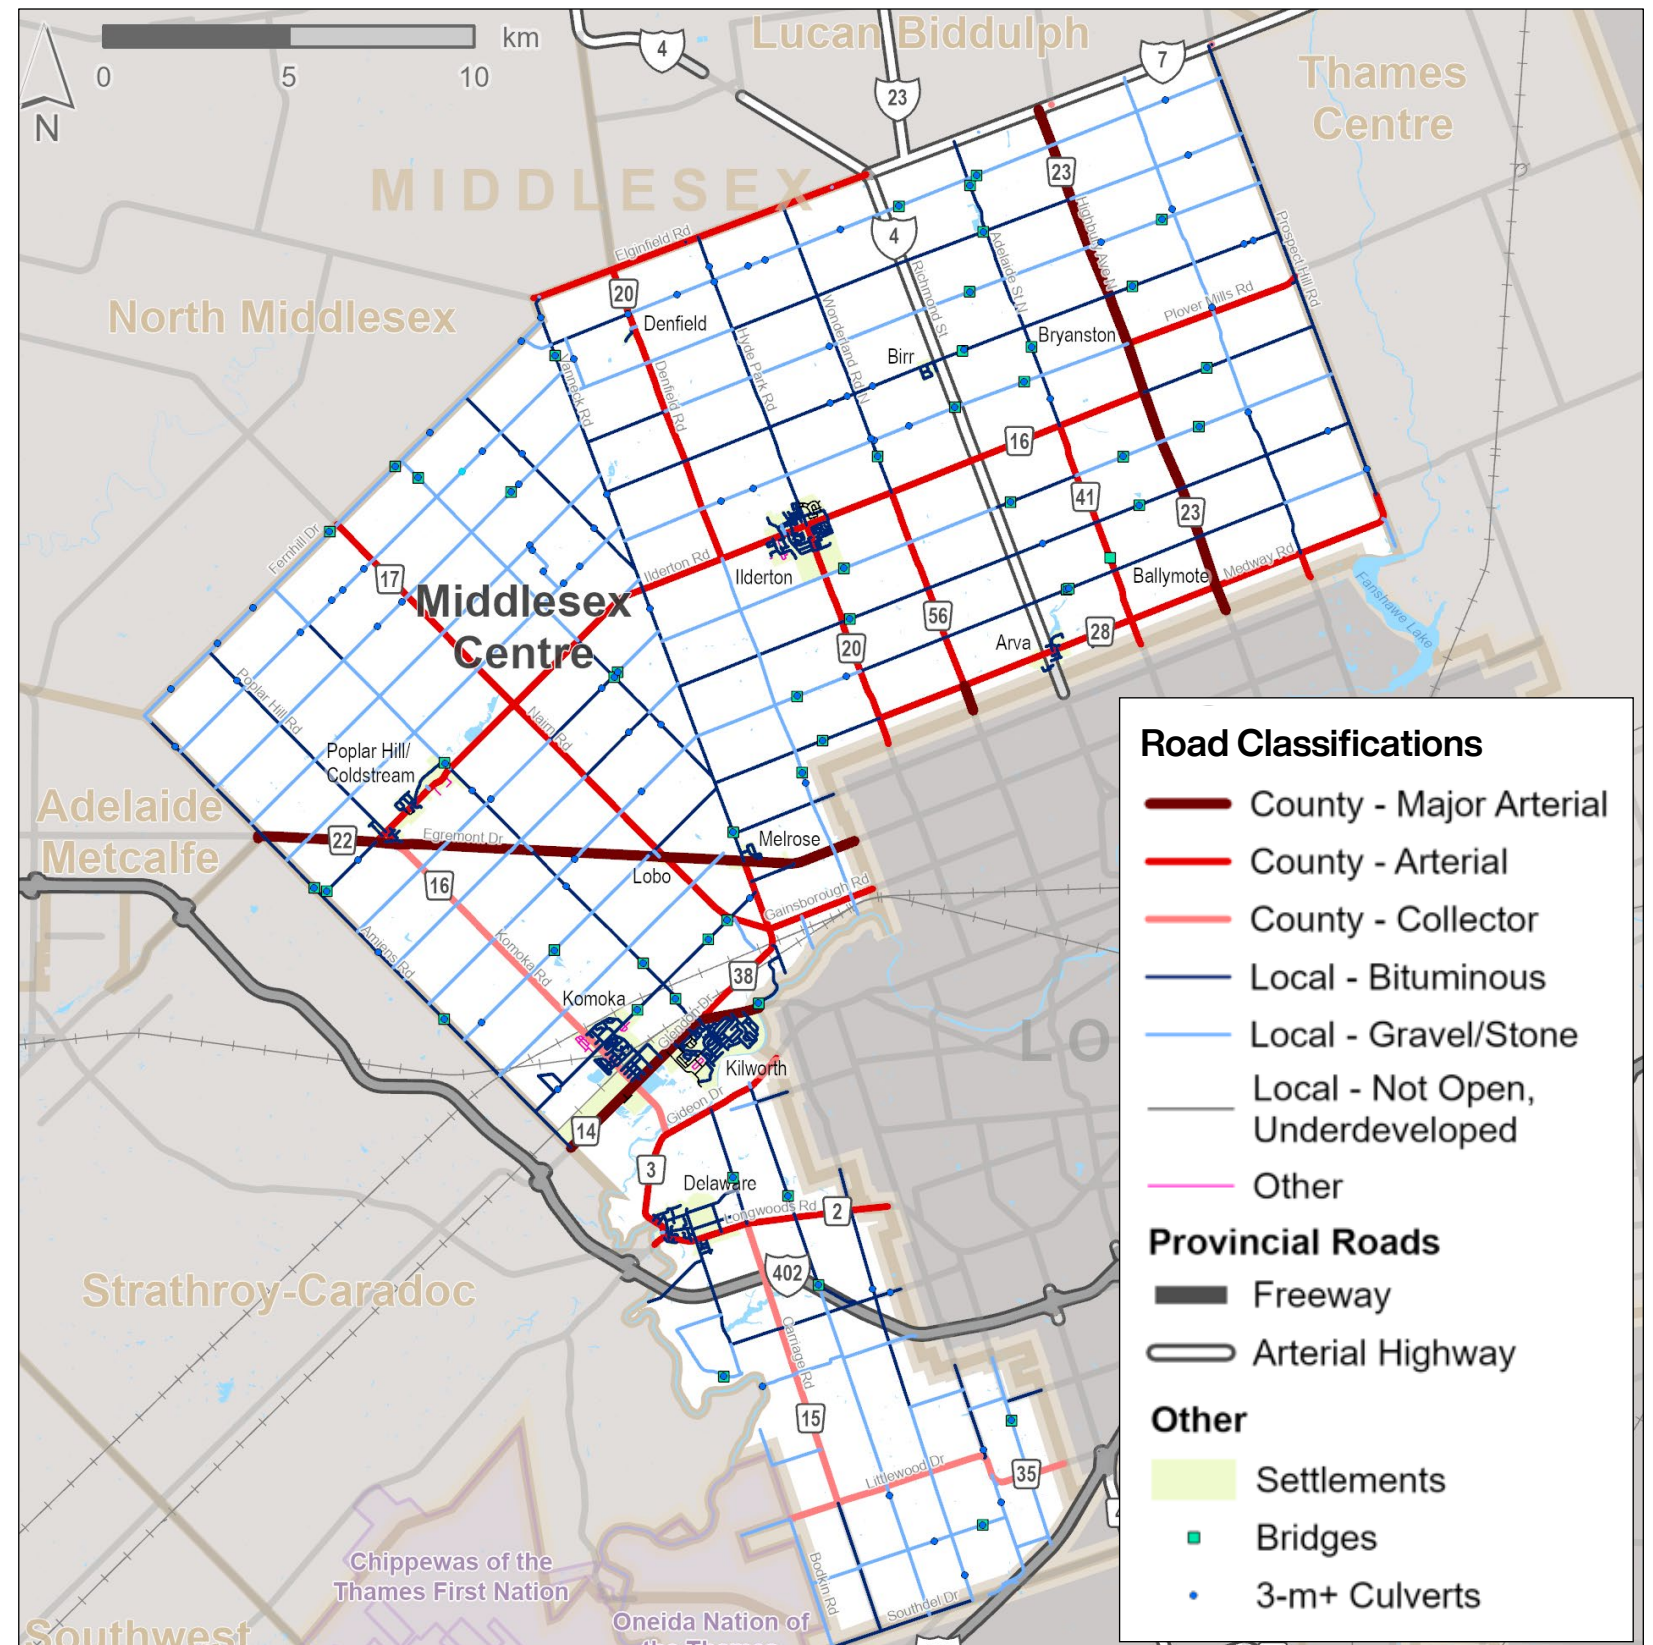 Lucan Biddulph
Thames
Centre
km
0
5
10
N
4
23
7
MIDDLESEX
23
4
Elginfield Rd
20
Denfield
North Middlesex
Highbury Ave N
Adelaide St N
Richmond St
Prospect Hill Rd
Plover Mills Rd
Wonderland Rd N
Hyde Park Rd
Birr
Bryanston
Vanneck Rd
Denfield Rd
16
41
23
Fernhill Dr
17
Ilderton Rd
Ilderton
Middlesex
Centre
56
20
Arva
28
Ballymote
Medway Rd
Fanshawe Lake
Poplar Hill Rd
Nairn Rd
Poplar Hill/
Coldstream
Adelaide
Metcalfe
22
Egremont Dr
Melrose
Lobo
16
Gainsborough Rd
Amiens Rd
Komoka Rd
38
Komoka
Glendon Dr
LO
Kilworth
Gideon Dr
14
3
Delaware
Longwoods Rd
2
402
Strathroy-Caradoc
Carriage Rd
15
Littlewood Dr
35
Chippewas of the
Thames First Nation
Bodkin Rd
Southdel Dr
Oneida Nation of
the Thames
Southwest
Road Classifications
County - Major Arterial
County - Arterial
County - Collector
Local - Bituminous
Local - Gravel/Stone
Local - Not Open,
Underdeveloped
Other
Provincial Roads
Freeway
Arterial Highway
Other
Settlements
Bridges
3-m+ Culverts